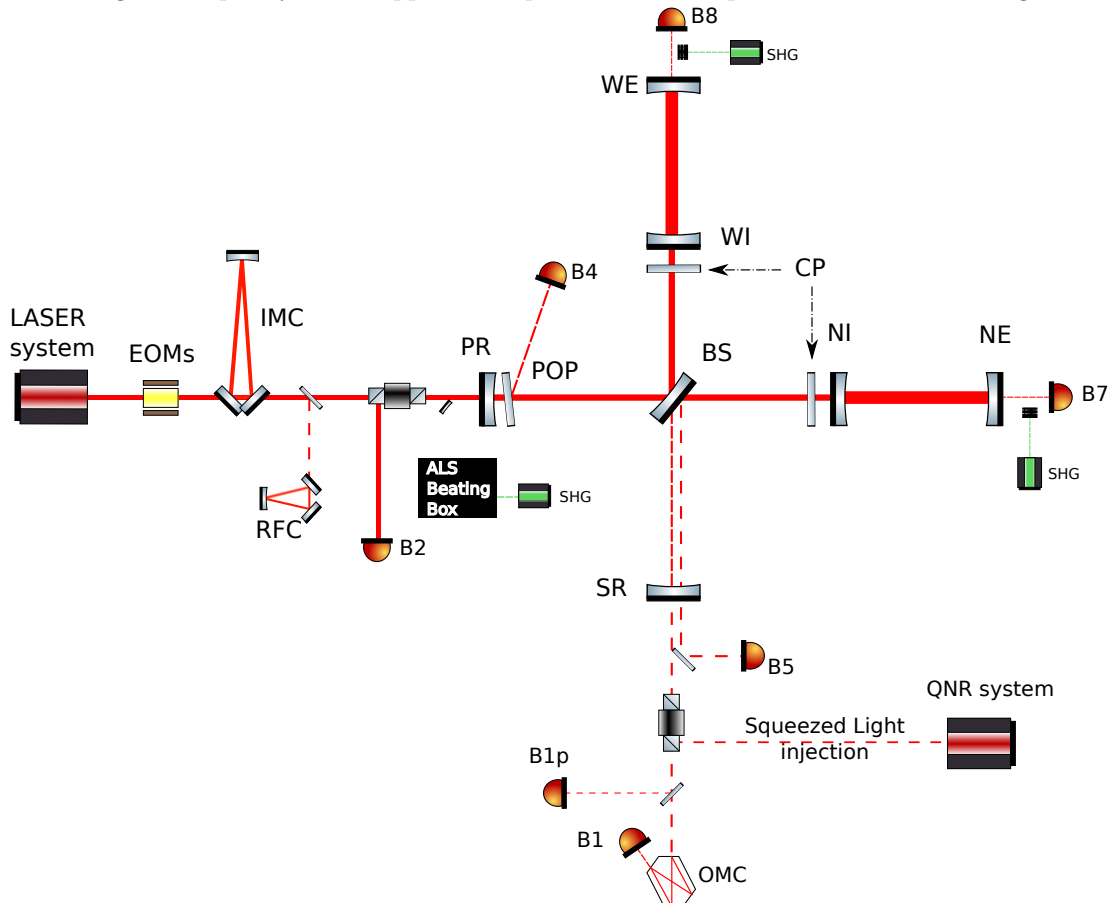 B8
SHG
WE
WI
CP
B4
LASER
system
IMC
EOMs
PR
POP
BS
NI
NE
B7
SHG
ALS
Beating
Box
SHG
RFC
B2
SR
B5
QNR system
Squeezed Light
injection
B1p
B1
OMC